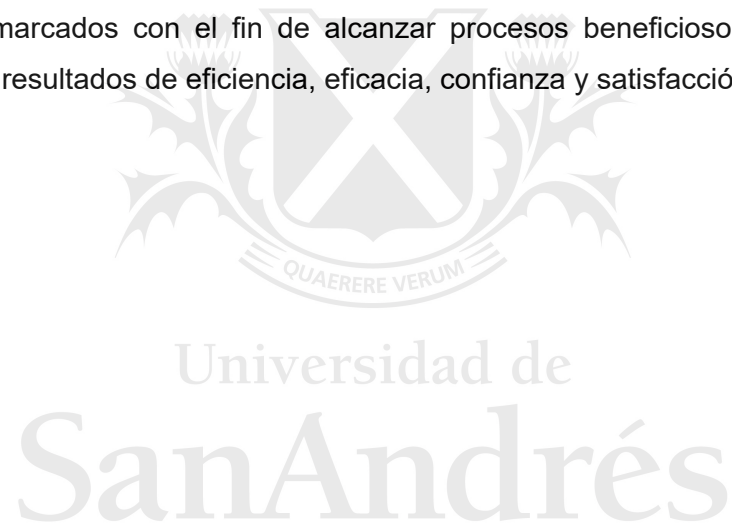 marcados con el fin de alcanzar procesos beneficioso
resultados de eficiencia, eficacia, confianza y satisfacció
QUAERERE VERUM
Universidad de
SanAndrés